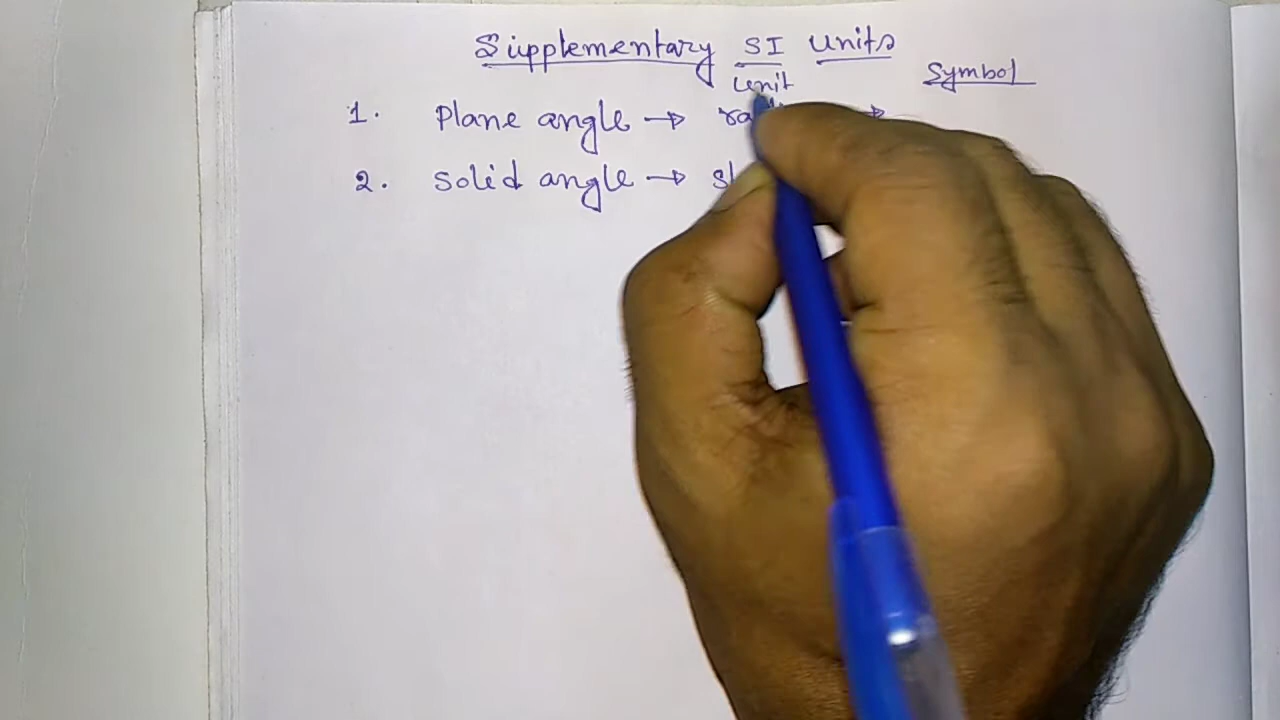 Supplementary SI Units
Unit Symbol
1. Plane angle →
2. Solid angle →